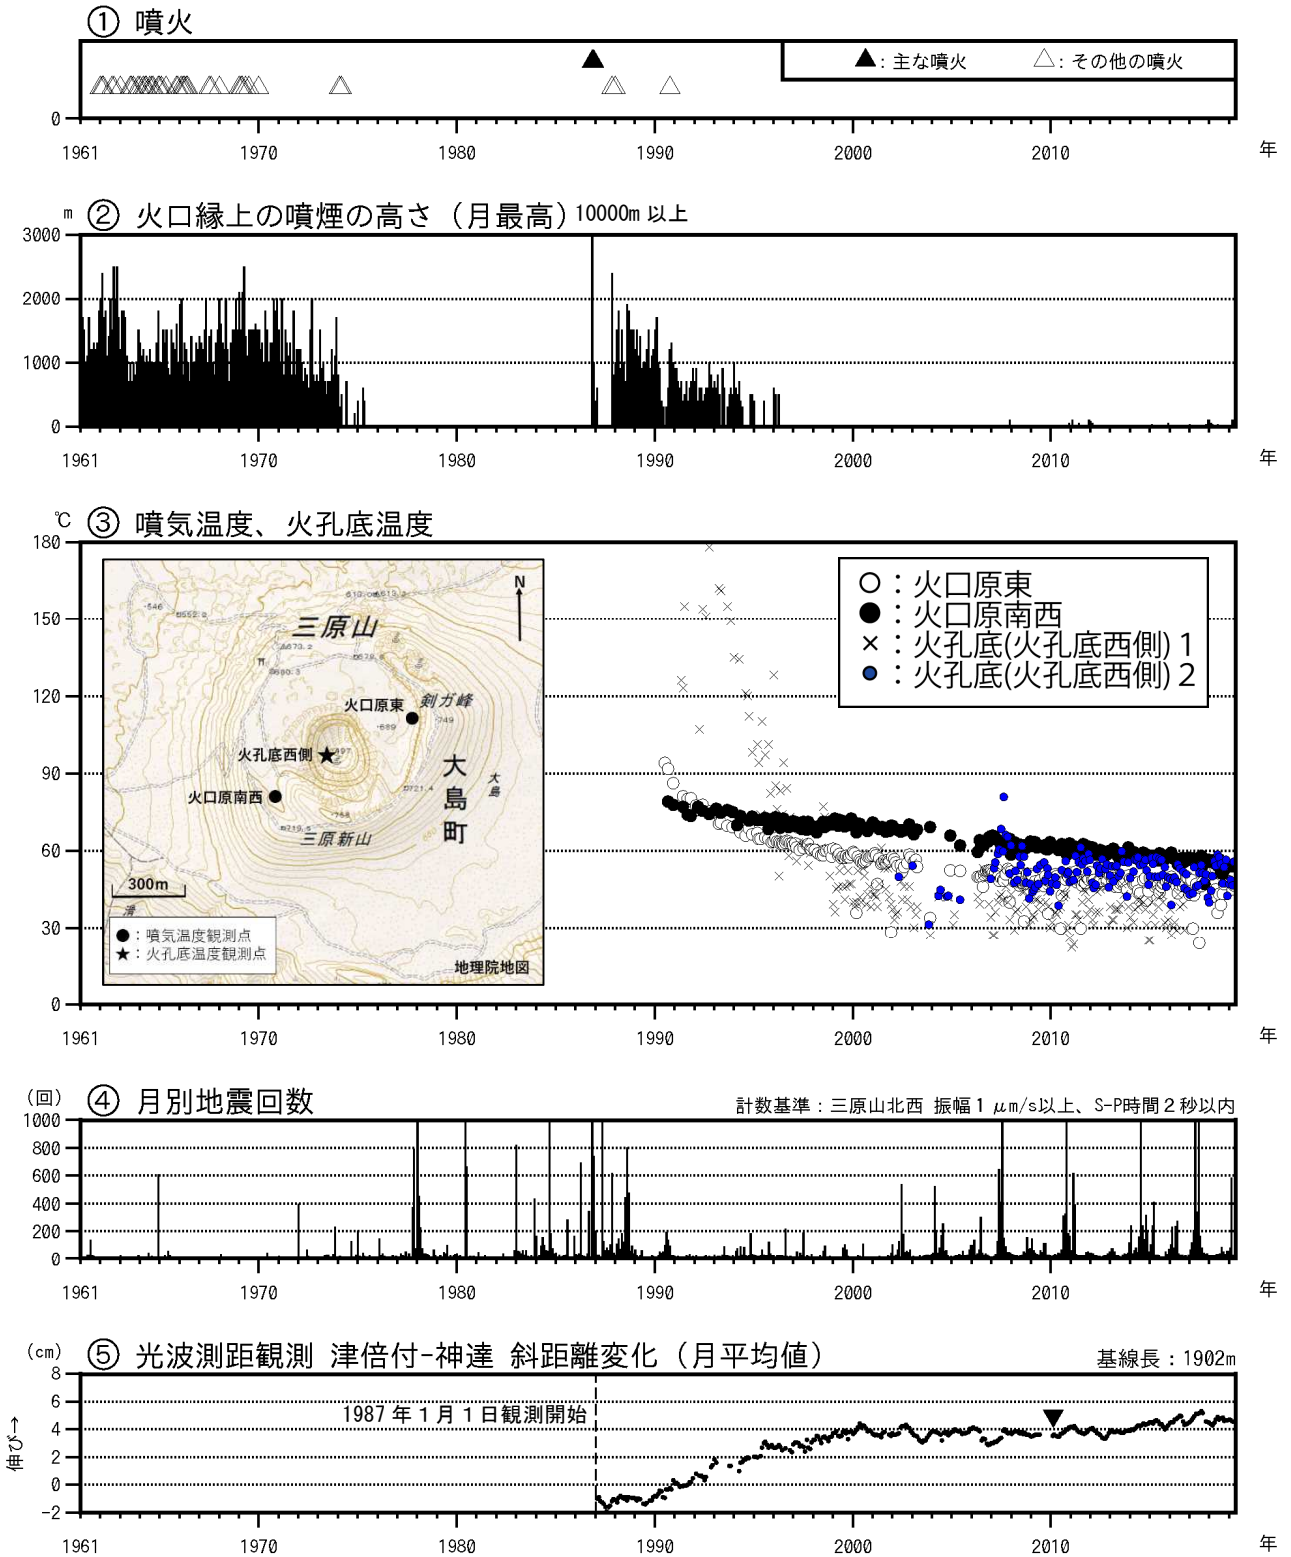 ① 噴火
▲: 主な噴火 △: その他の噴火
0
1961 1970 1980 1990 2000 2010 年
m ② 火口縁上の噴煙の高さ（月最高） 10000m 以上
3000
2000
1000
0
1961 1970 1980 1990 2000 2010 年
℃ ③ 噴気温度、火孔底温度
180
150
120
90
60
30
0
○：火口原東
●：火口原南西
×：火孔底(火孔底西側)１
●：火孔底(火孔底西側)２
N
三原山
火口原東
剣ガ峰
火孔底西側
火口原南西
大島町
大島
三原新山
300m
●：噴気温度観測点
★：火孔底温度観測点
地理院地図
1961 1970 1980 1990 2000 2010 年
(回) ④ 月別地震回数
計数基準：三原山北西 振幅１μm/s以上、S-P時間２秒以内
1000
800
600
400
200
0
1961 1970 1980 1990 2000 2010 年
(cm) ⑤ 光波測距観測 津倍付-神達 斜距離変化（月平均値）
基線長：1902m
8
6
4
2
0
-2
伸び→
1987 年１月１日観測開始
1961 1970 1980 1990 2000 2010 年